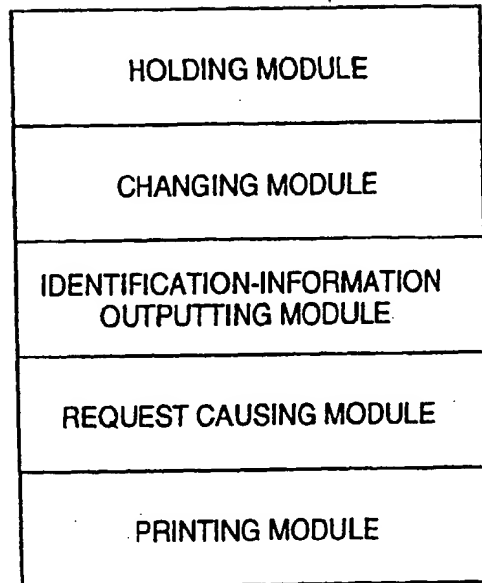 HOLDING MODULE
CHANGING MODULE
IDENTIFICATION-INFORMATION
OUTPUTTING MODULE
REQUEST CAUSING MODULE
PRINTING MODULE